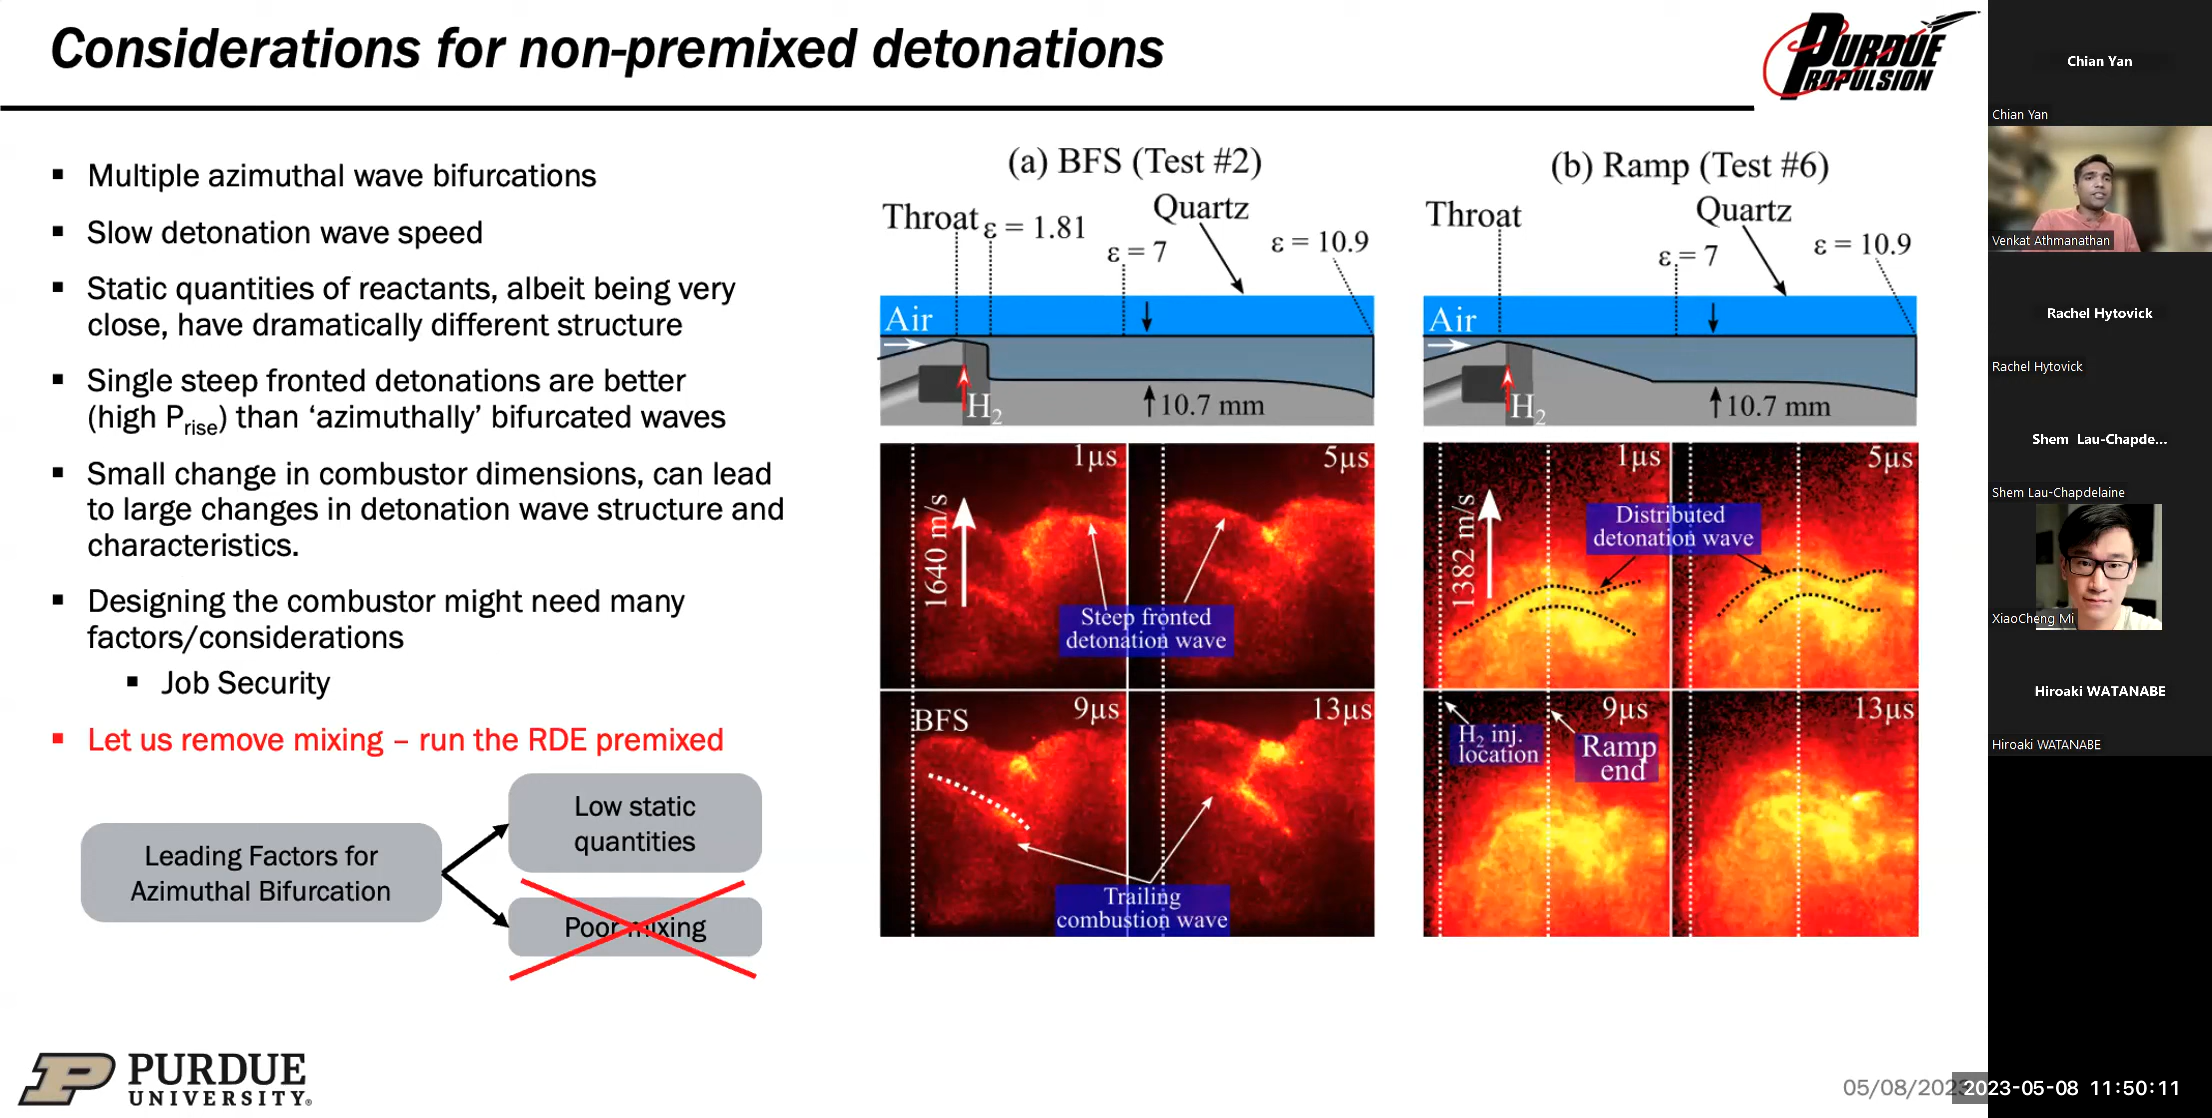 Considerations for non-premixed detonations
PURDUE
PROPULSION
▪ Multiple azimuthal wave bifurcations
▪ Slow detonation wave speed
▪ Static quantities of reactants, albeit being very
close, have dramatically different structure
▪ Single steep fronted detonations are better
(high Prise) than ‘azimuthally’ bifurcated waves
▪ Small change in combustor dimensions, can lead
to large changes in detonation wave structure and
characteristics.
▪ Designing the combustor might need many
factors/considerations
▪ Job Security
▪ Let us remove mixing – run the RDE premixed
Leading Factors for
Azimuthal Bifurcation
Low static
quantities
Poor mixing
(a) BFS (Test #2)
Throat
ε = 1.81
Quartz
ε = 7
ε = 10.9
Air
H2
10.7 mm
1µs
5µs
1640 m/s
Steep fronted
detonation wave
BFS
9µs
13µs
Trailing
combustion wave
(b) Ramp (Test #6)
Throat
Quartz
ε = 7
ε = 10.9
Air
H2
10.7 mm
1µs
5µs
1382 m/s
Distributed
detonation wave
9µs
13µs
H2 inj.
location
Ramp
end
PURDUE
UNIVERSITY®
05/08/2023
2023-05-08 11:50:11
Chian Yan
Chian Yan
Venkat Athmanathan
Rachel Hytovick
Rachel Hytovick
Shem Lau-Chapde...
Shem Lau-Chapdelaine
XiaoCheng Mi
Hiroaki WATANABE
Hiroaki WATANABE